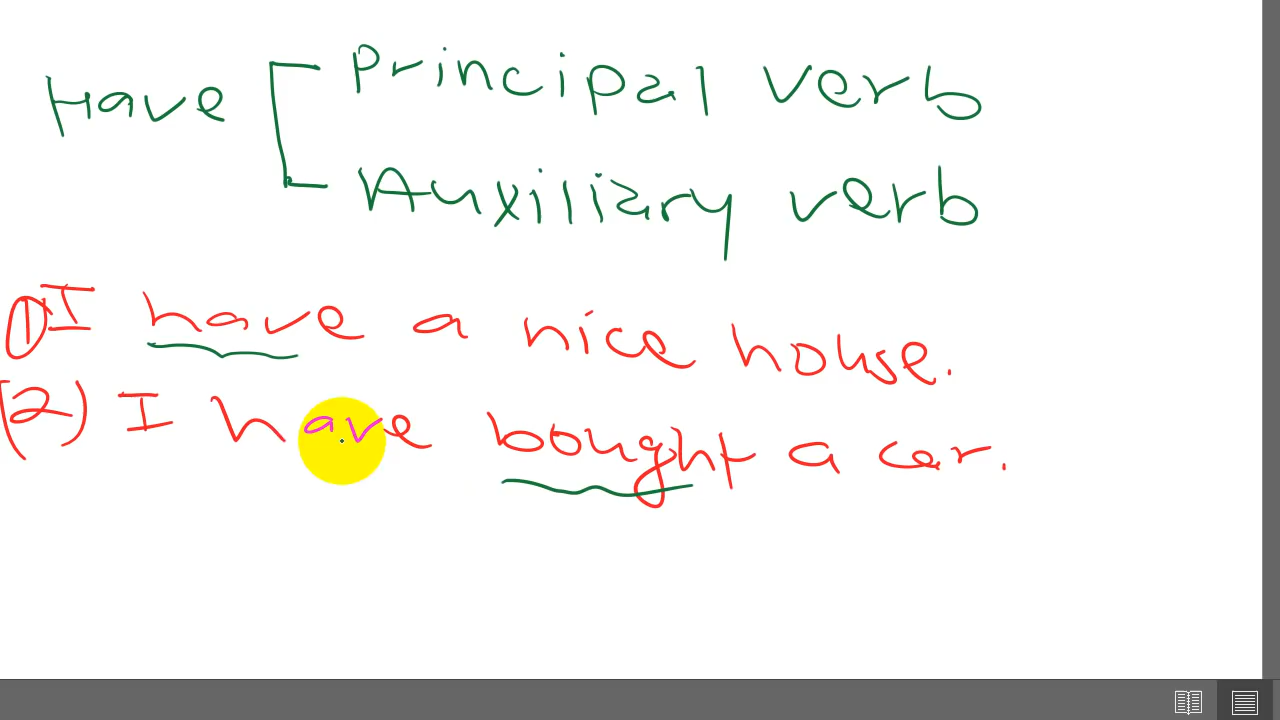 Have
Principal verb
Auxiliary verb
① I have a nice house.
(2) I have bought a car.